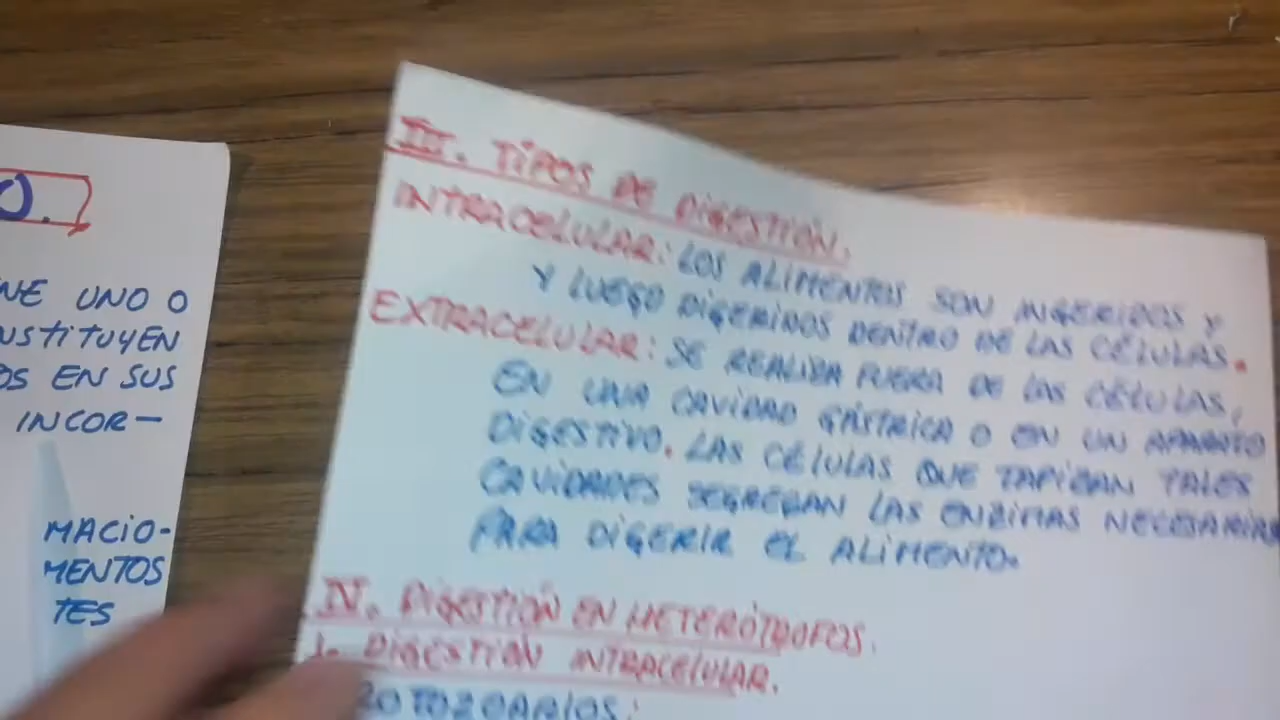 O.
NE UNO O
NSTITUYEN
OS EN SUS
INCOR-
MACIO-
MENTOS
TES
III. TIPOS DE DIGESTIÓN.
INTRACELULAR: LOS ALIMENTOS SON INGERIDOS Y
Y LUEGO DIGERIDOS DENTRO DE LAS CÉLULAS.
EXTRACELULAR: SE REALIZA FUERA DE LAS CÉLULAS,
EN UNA CAVIDAD GÁSTRICA O EN UN APARATO
DIGESTIVO. LAS CÉLULAS QUE TAPIZAN TALES
CAVIDADES SEGREGAN LAS ENZIMAS NECESARIAS
PARA DIGERIR EL ALIMENTO.
IV. DIGESTIÓN EN HETERÓTROFOS.
1. DIGESTIÓN INTRACELULAR.
ROTOZOARIOS: